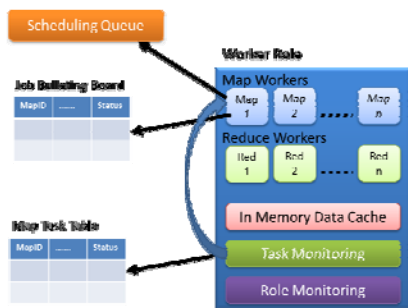 Scheduling Queue
Worker Role
Map Workers
Map 1 Map 2 ...... Map n
Job Bulleting Board
MapID ...... Status
Reduce Workers
Red 1 Red 2 ...... Red n
In Memory Data Cache
Map Task Table
MapID ...... Status
Task Monitoring
Role Monitoring